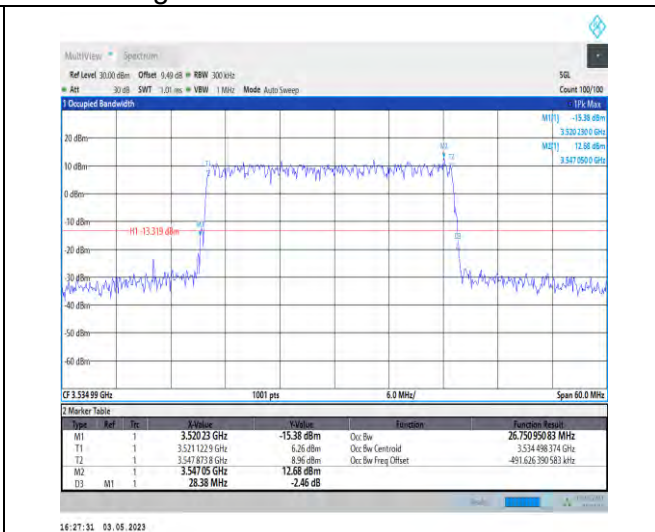 MultiView Spectrum
Ref Level 30.00 dBm Offset 9.49 dB RBW 300 kHz SGL
Att 30 dB SWT 1.01 ms VBW 1 MHz Mode Auto Sweep Count 100/100
1 Occupied Bandwidth 1Pk Max
M1[1] -15.38 dBm
3.520 230 0 GHz
M2[1] 12.68 dBm
3.547 050 0 GHz
20 dBm
M2
T1 T2
10 dBm
0 dBm
-10 dBm
H1 -13.319 dBm
D3
-30 dBm
-40 dBm
-50 dBm
-60 dBm
CF 3.534 99 GHz 1001 pts 6.0 MHz/ Span 60.0 MHz
2 Marker Table
Type Ref Trc X-Value Y-Value Function Function Result
M1 1 3.520 23 GHz -15.38 dBm Occ Bw 26.750 950 83 MHz
T1 1 3.521 122 9 GHz 6.26 dBm Occ Bw Centroid 3.534 498 374 GHz
T2 1 3.547 873 8 GHz 8.96 dBm Occ Bw Freq Offset -491.626 390 583 kHz
M2 1 3.547 05 GHz 12.68 dBm
D3 M1 1 28.38 MHz -2.46 dB
16:27:31 03.05.2023